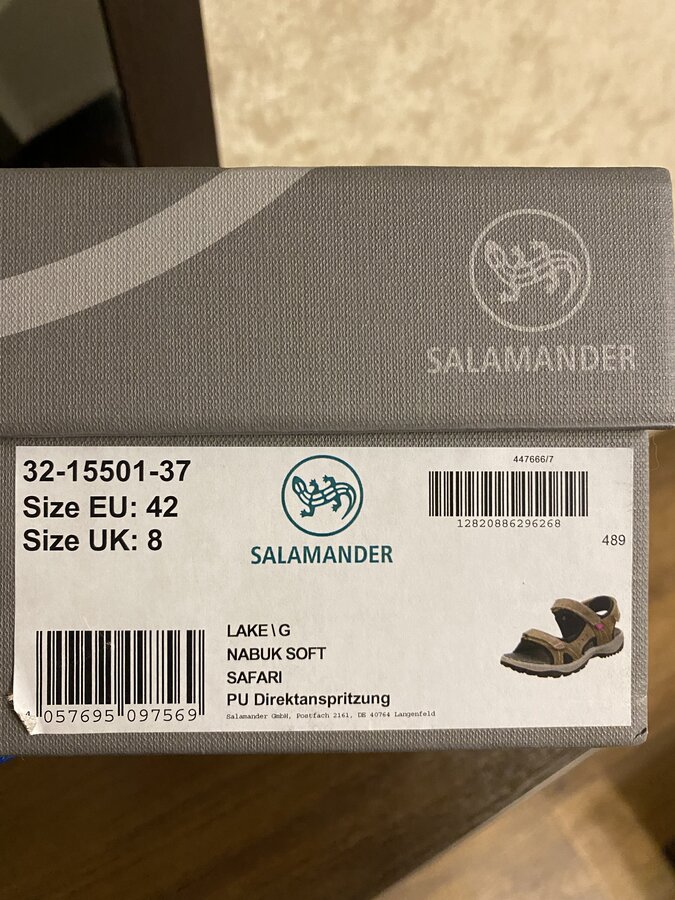 SALAMANDER
32-15501-37
Size EU: 42
Size UK: 8
SALAMANDER
447666/7
12820886296268
489
LAKE\G
NABUK SOFT
SAFARI
PU Direktanspritzung
Salamander GmbH, Postfach 2161, DE 40764 Langenfeld
4 057695 097569